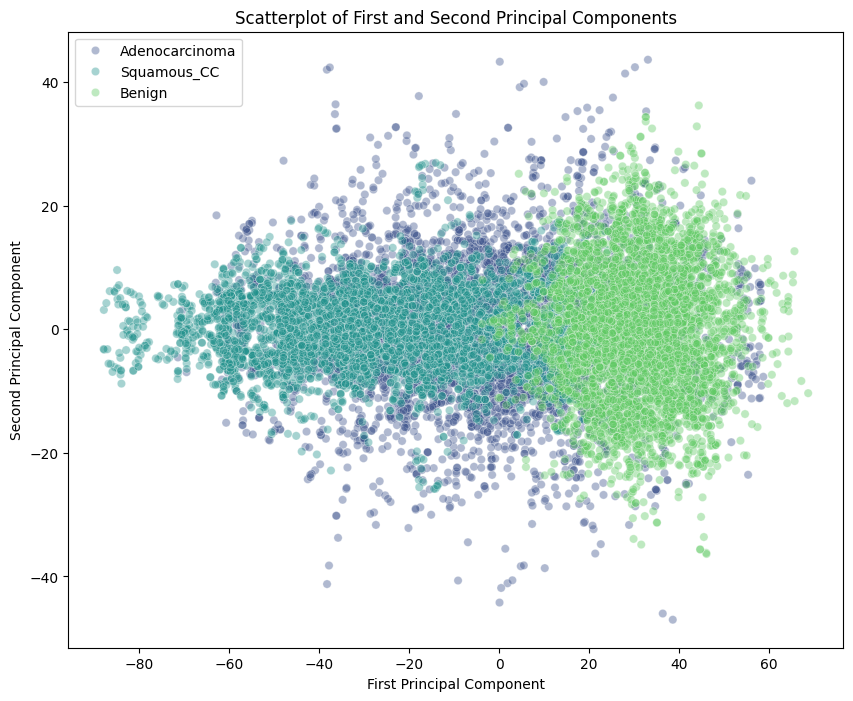 Scatterplot of First and Second Principal Components
Adenocarcinoma
Squamous_CC
Benign
40
20
0
−20
−40
Second Principal Component
−80
−60
−40
−20
0
20
40
60
First Principal Component